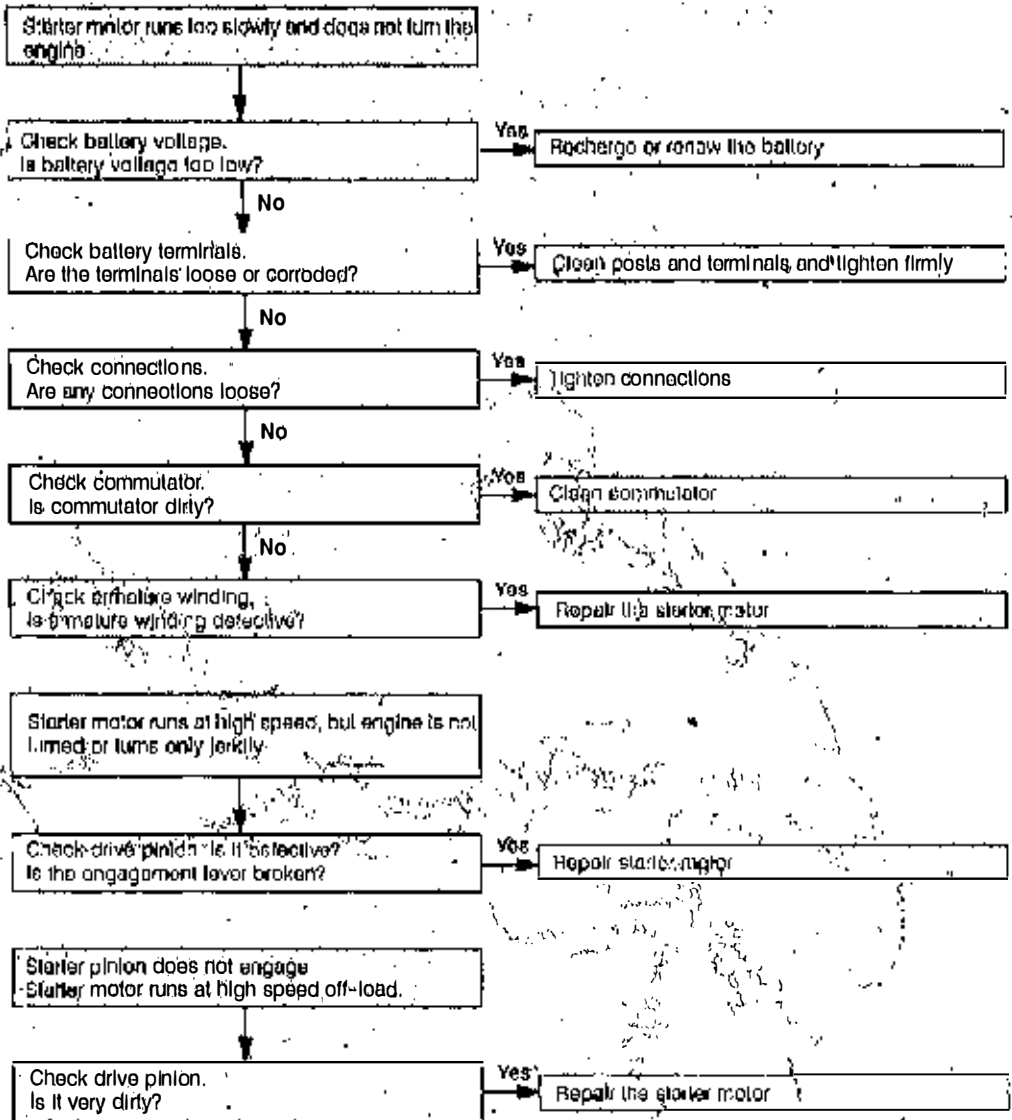 Starter motor runs too slowly and does not turn the
engine
Check battery voltage.
Is battery voltage too low?
Yes
Recharge or renew the battery
No
Check battery terminals.
Are the terminals loose or corroded?
Yes
Clean posts and terminals, and tighten firmly
No
Check connections.
Are any connections loose?
Yes
Tighten connections
No
Check commutator.
Is commutator dirty?
Yes
Clean commutator
No
Check armature winding.
Is armature winding defective?
Yes
Repair the starter motor
Starter motor runs at high speed, but engine is not
turned or turns only jerkily
Check drive pinion. Is it defective?
Is the engagement lever broken?
Yes
Repair starter motor
Starter pinion does not engage
Starter motor runs at high speed off-load.
Check drive pinion.
Is it very dirty?
Yes
Repair the starter motor